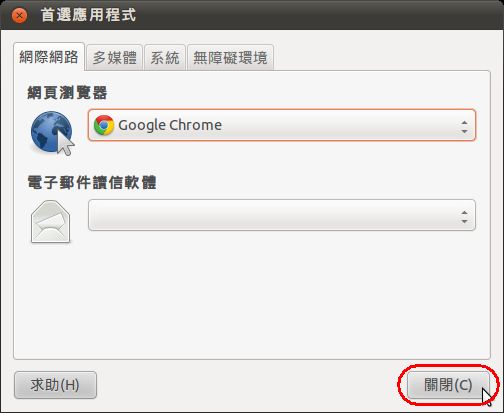 首選應用程式
網際網路 多媒體 系統 無障礙環境
網頁瀏覽器
Google Chrome
電子郵件讀信軟體
求助(H) 關閉(C)